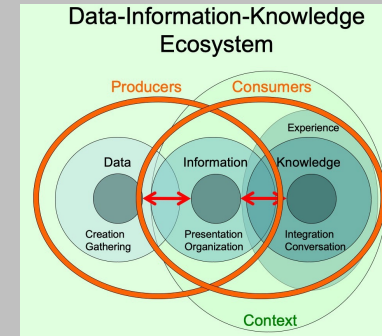 Data-Information-Knowledge
Ecosystem
Producers
Consumers
Experience
Data
Information
Knowledge
Creation
Gathering
Presentation
Organization
Integration
Conversation
Context